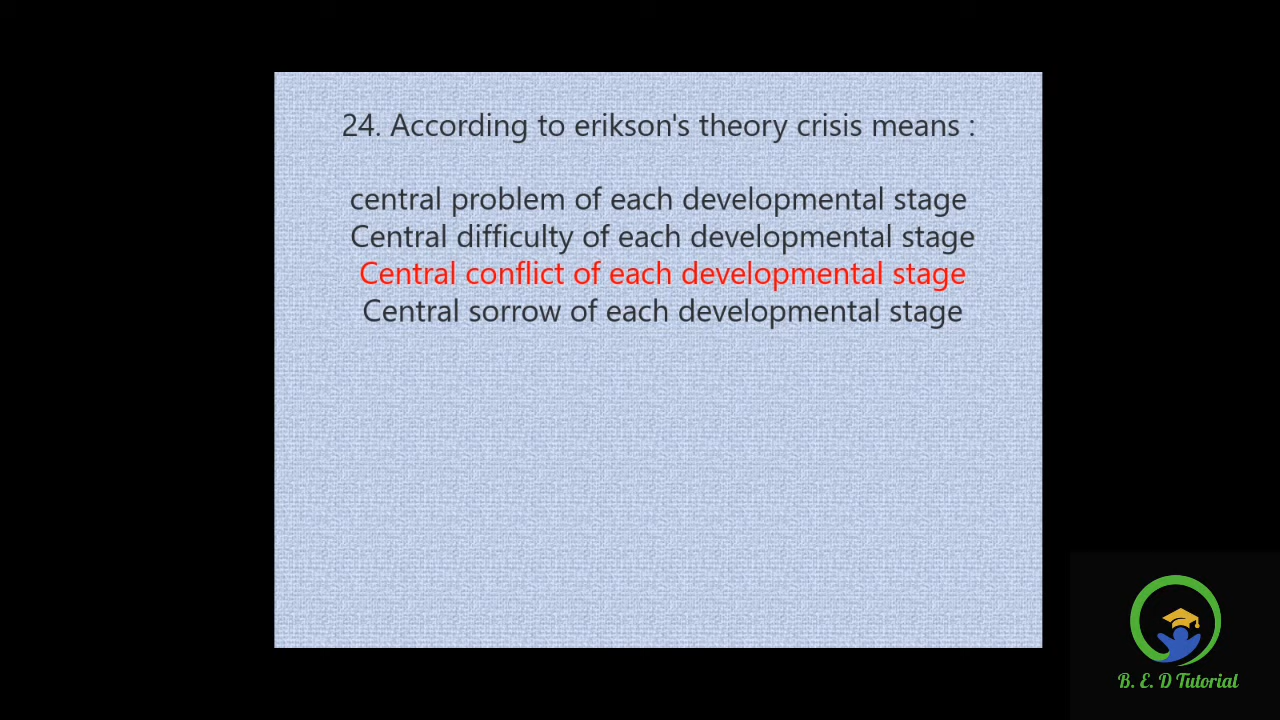 24. According to erikson's theory crisis means :
central problem of each developmental stage
Central difficulty of each developmental stage
Central conflict of each developmental stage
Central sorrow of each developmental stage
B. E. D Tutorial